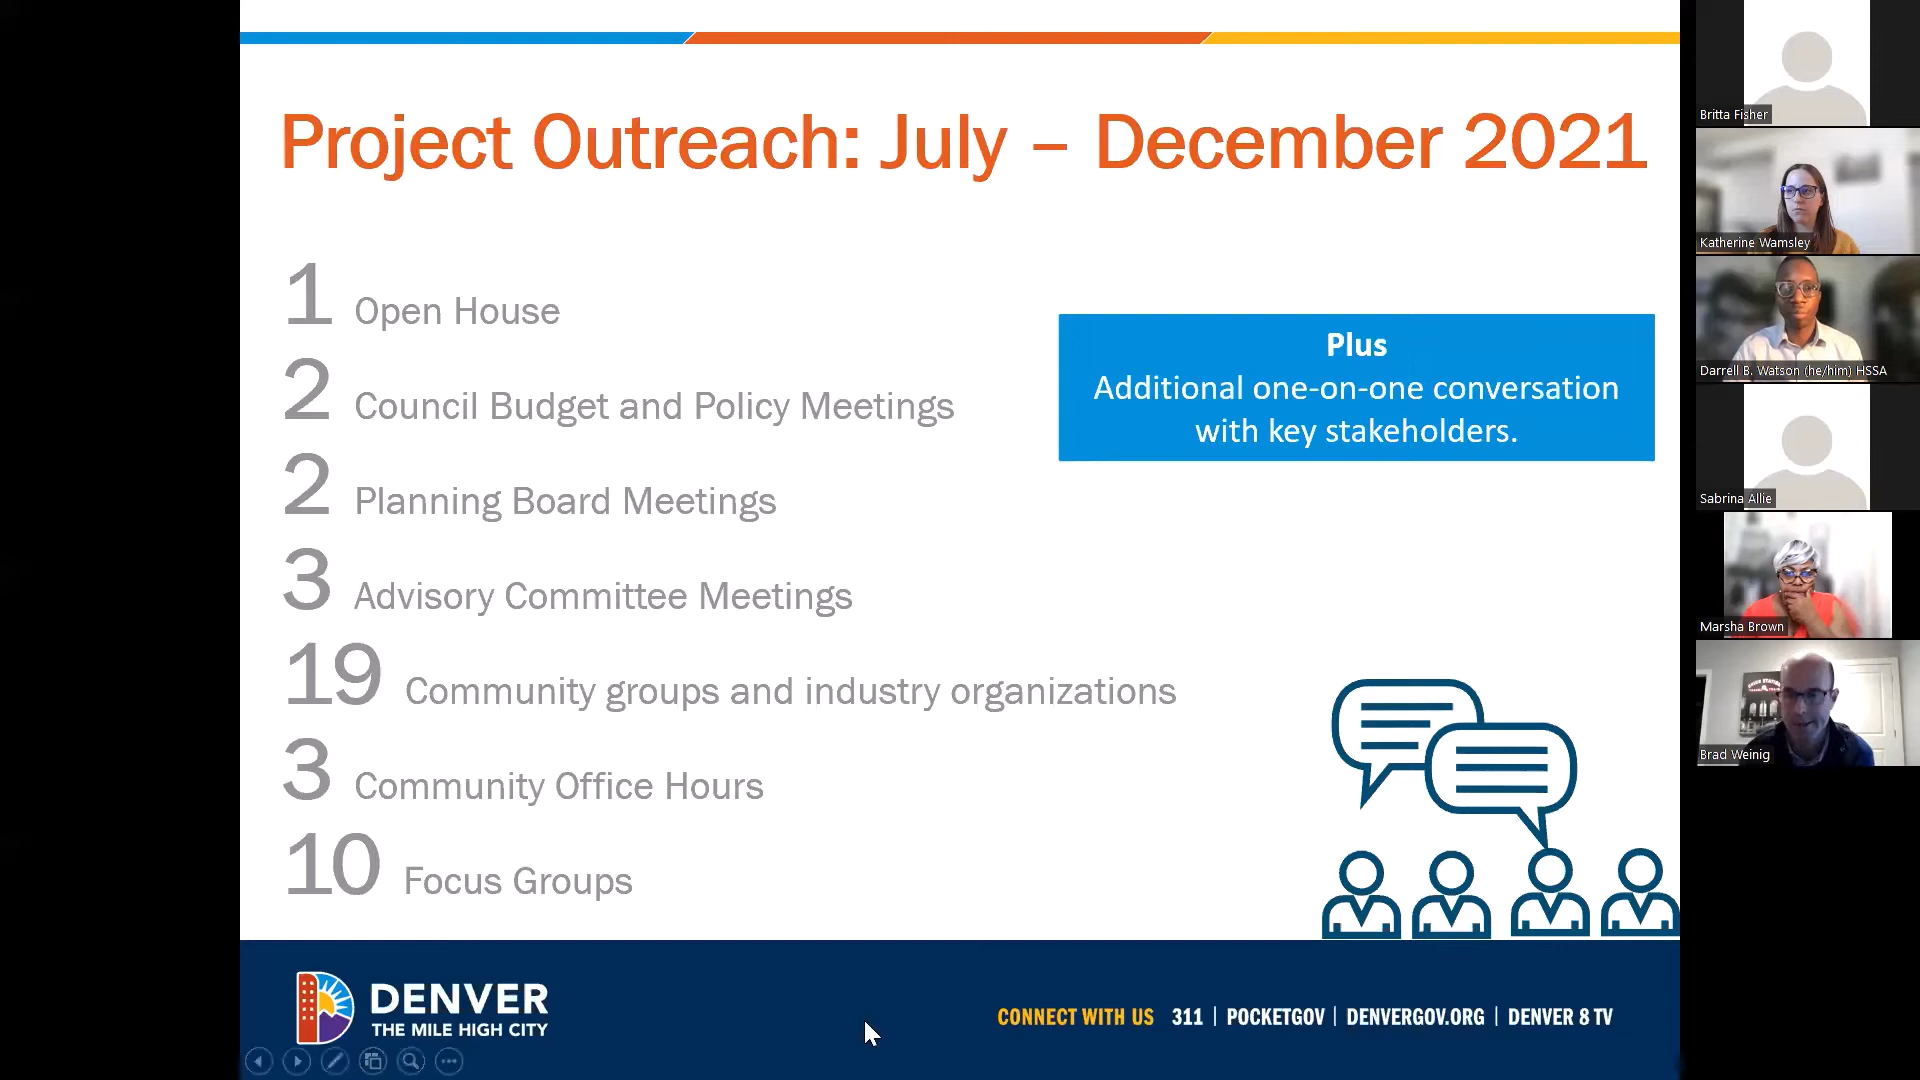 Project Outreach: July – December 2021
1 Open House
2 Council Budget and Policy Meetings
2 Planning Board Meetings
3 Advisory Committee Meetings
19 Community groups and industry organizations
3 Community Office Hours
10 Focus Groups
Plus
Additional one-on-one conversation
with key stakeholders.
DENVER
THE MILE HIGH CITY
CONNECT WITH US 311 | POCKETGOV | DENVERGOV.ORG | DENVER 8 TV
Britta Fisher
Katherine Wamsley
Darrell B. Watson (he/him) HSSA
Sabrina Allie
Marsha Brown
Brad Weinig